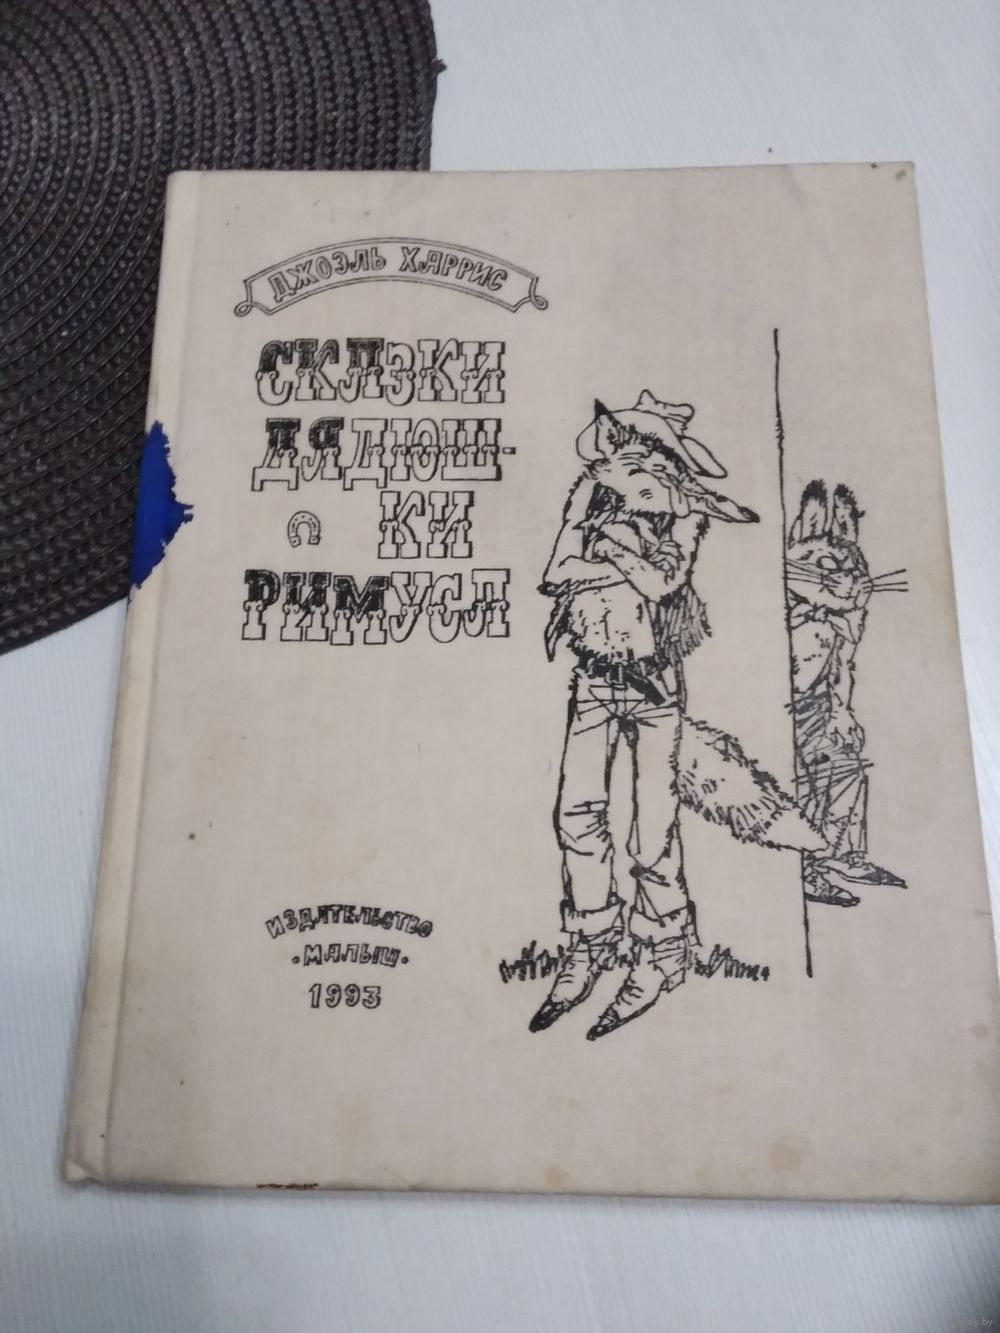 ДЖОЭЛЬ ХАРРИС
СКАЗКИ
ДЯДЮШ-
КИ
РИМУСА
ИЗДАТЕЛЬСТВО
·МАЛЫШ·
1993